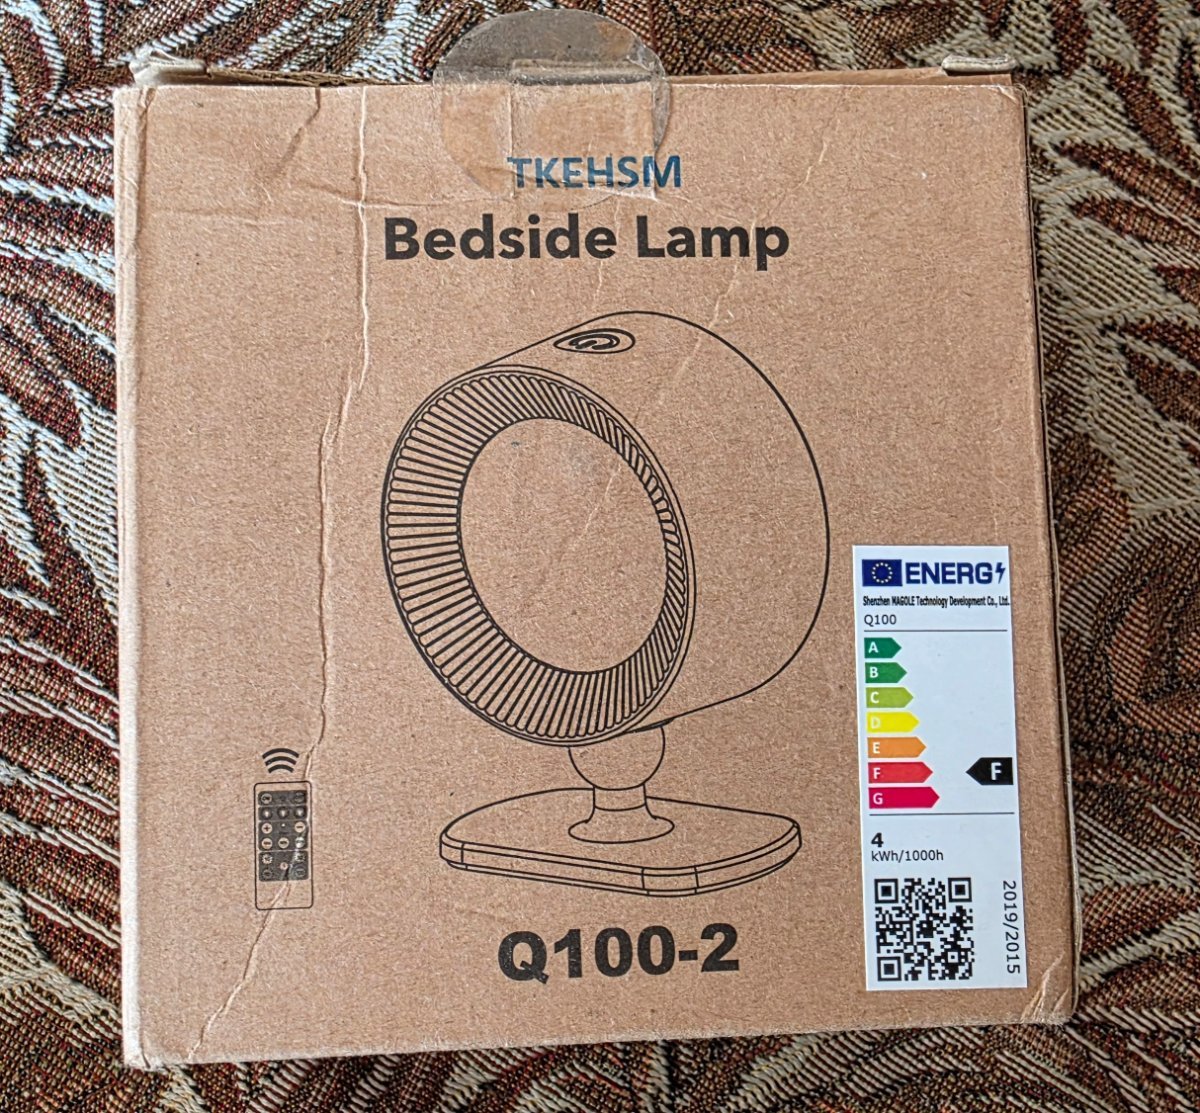 TKEHSM
Bedside Lamp
ENERG
Shenzhen MAGOLE Technology Development Co., Ltd.
Q100
A
B
C
D
E
F
F
G
4
kWh/1000h
2019/2015
Q100-2